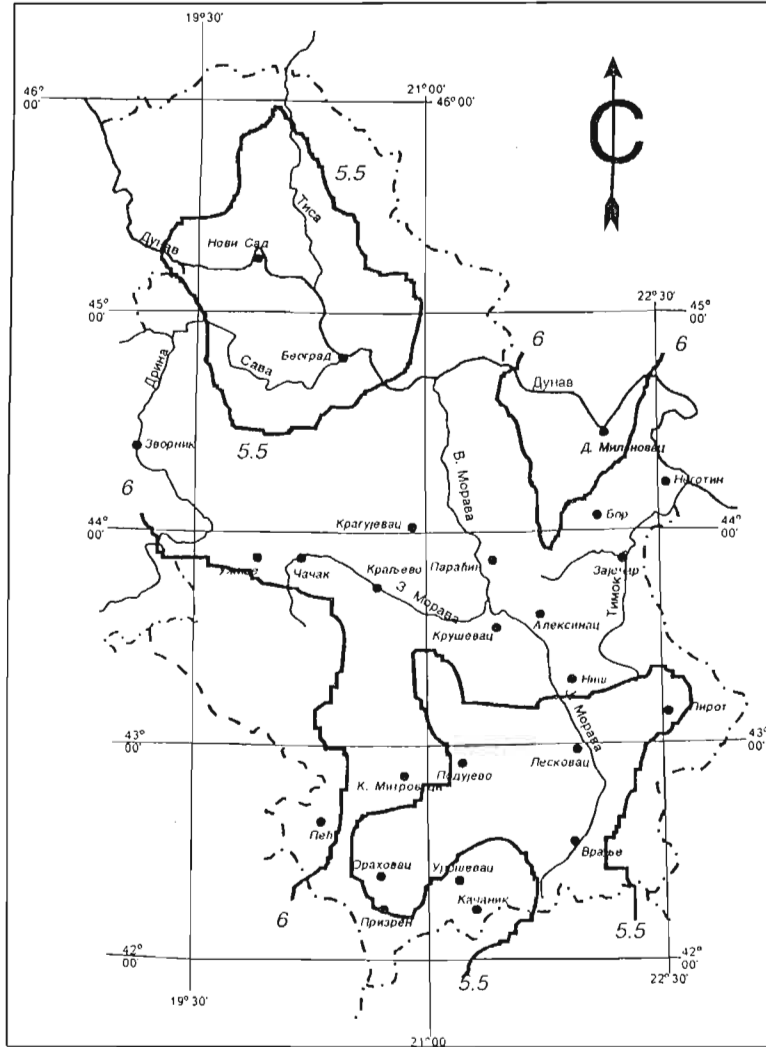 19°30'
46°
00'
21°00
46°00'
5.5
С
Тиса
Дунав
Нови Сад
45°
00'
22°30'
45°
00'
6
6
Београд
Сава
Дрина
Дунав
Зворник
5.5
Д. Милановац
В. Морава
Неготин
6
Бор
44°
00'
Крагујевац
44°
00'
Ужице
Чачак
Краљево
Параћин
Зајечар
З. Морава
Тимок
Алексинац
Крушевац
Ниш
Пирот
Ј. Морава
43°
00'
43°
00'
Лесковац
Подујево
К. Митровица
Пећ
Врање
Ораховац
Урошевац
Качаник
6
Призрен
5.5
42°
00'
42°
00'
5.5
19°30'
22°30'
21°00